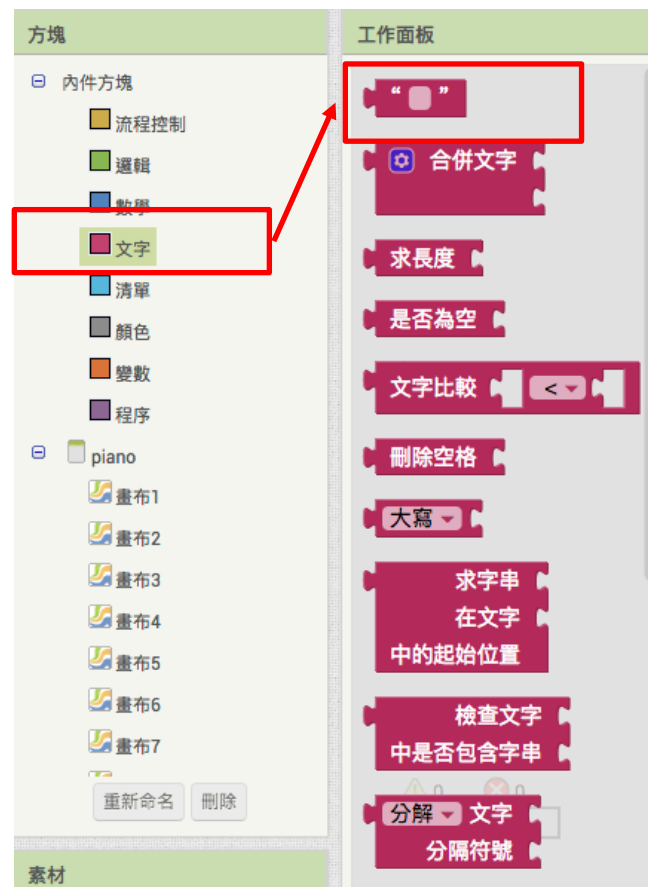 方塊
內件方塊
流程控制
邏輯
數學
文字
清單
顏色
變數
程序
piano
畫布1
畫布2
畫布3
畫布4
畫布5
畫布6
畫布7
重新命名 刪除
素材
工作面板
“ ”
合併文字
求長度
是否為空
文字比較 <
刪除空格
大寫
求字串
在文字
中的起始位置
檢查文字
中是否包含字串
分解 文字
分隔符號